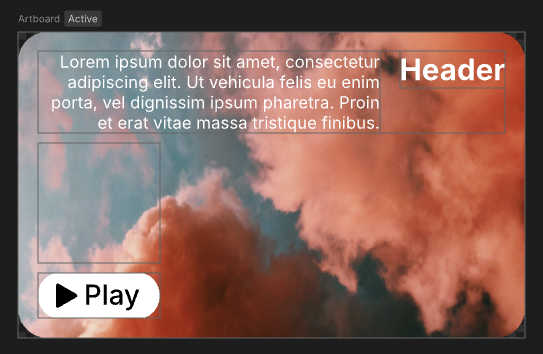 Artboard Active
Lorem ipsum dolor sit amet, consectetur
adipiscing elit. Ut vehicula felis eu enim
porta, vel dignissim ipsum pharetra. Proin
et erat vitae massa tristique finibus.
Header
Play